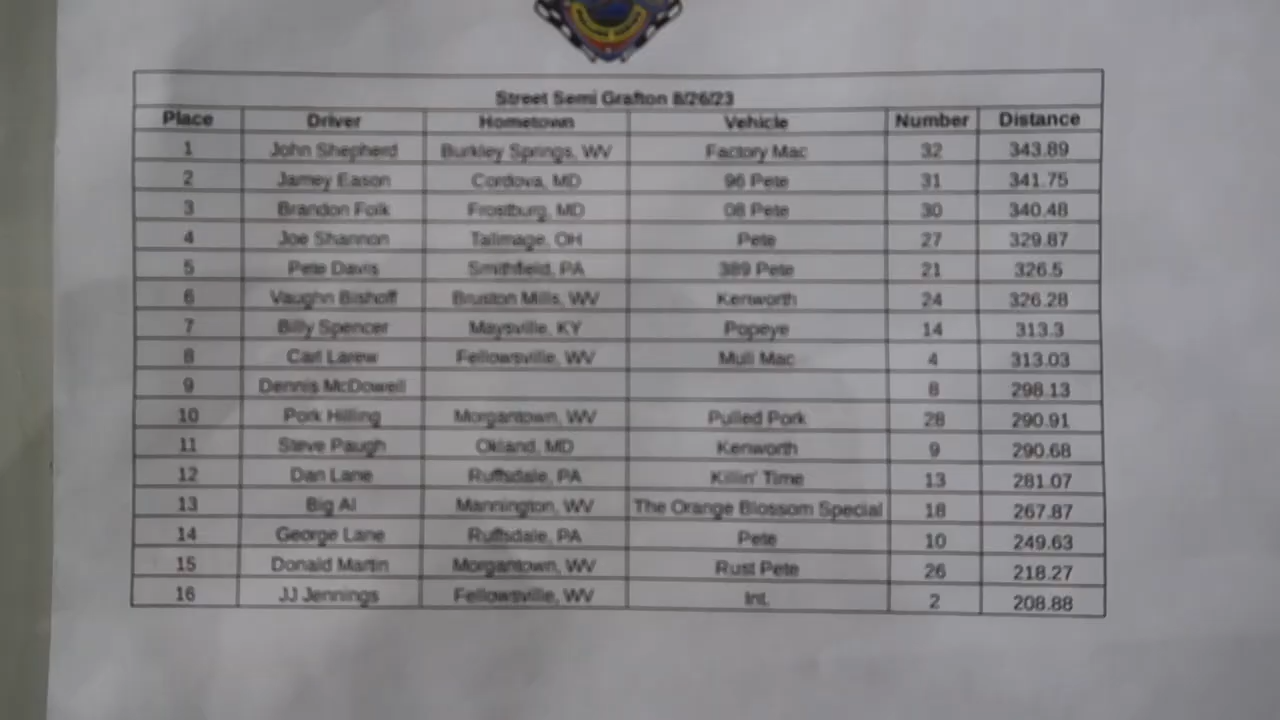 Street Semi Grafton 8/26/23
Place Driver Hometown Vehicle Number Distance
1 John Shepherd Burkley Springs, WV Factory Mac 32 343.89
2 Jamey Eason Cordova, MD 96 Pete 31 341.75
3 Brandon Folk Frostburg, MD 08 Pete 30 340.48
4 Joe Shannon Tallmage, OH Pete 27 329.87
5 Pete Davis Smithfield, PA 389 Pete 21 326.5
6 Vaughn Bishoff Bruston Mills, WV Kenworth 24 326.28
7 Billy Spencer Maysville, KY Popeye 14 313.3
8 Carl Larew Fellowsville, WV Mull Mac 4 313.03
9 Dennis McDowell 8 298.13
10 Pork Hilling Morgantown, WV Pulled Pork 28 290.91
11 Steve Paugh Okland, MD Kenworth 9 290.68
12 Dan Lane Ruffsdale, PA Killin' Time 13 281.07
13 Big Al Mannington, WV The Orange Blossom Special 18 267.87
14 George Lane Ruffsdale, PA Pete 10 249.63
15 Donald Martin Morgantown, WV Rust Pete 26 218.27
16 JJ Jennings Fellowsville, WV Int. 2 208.88